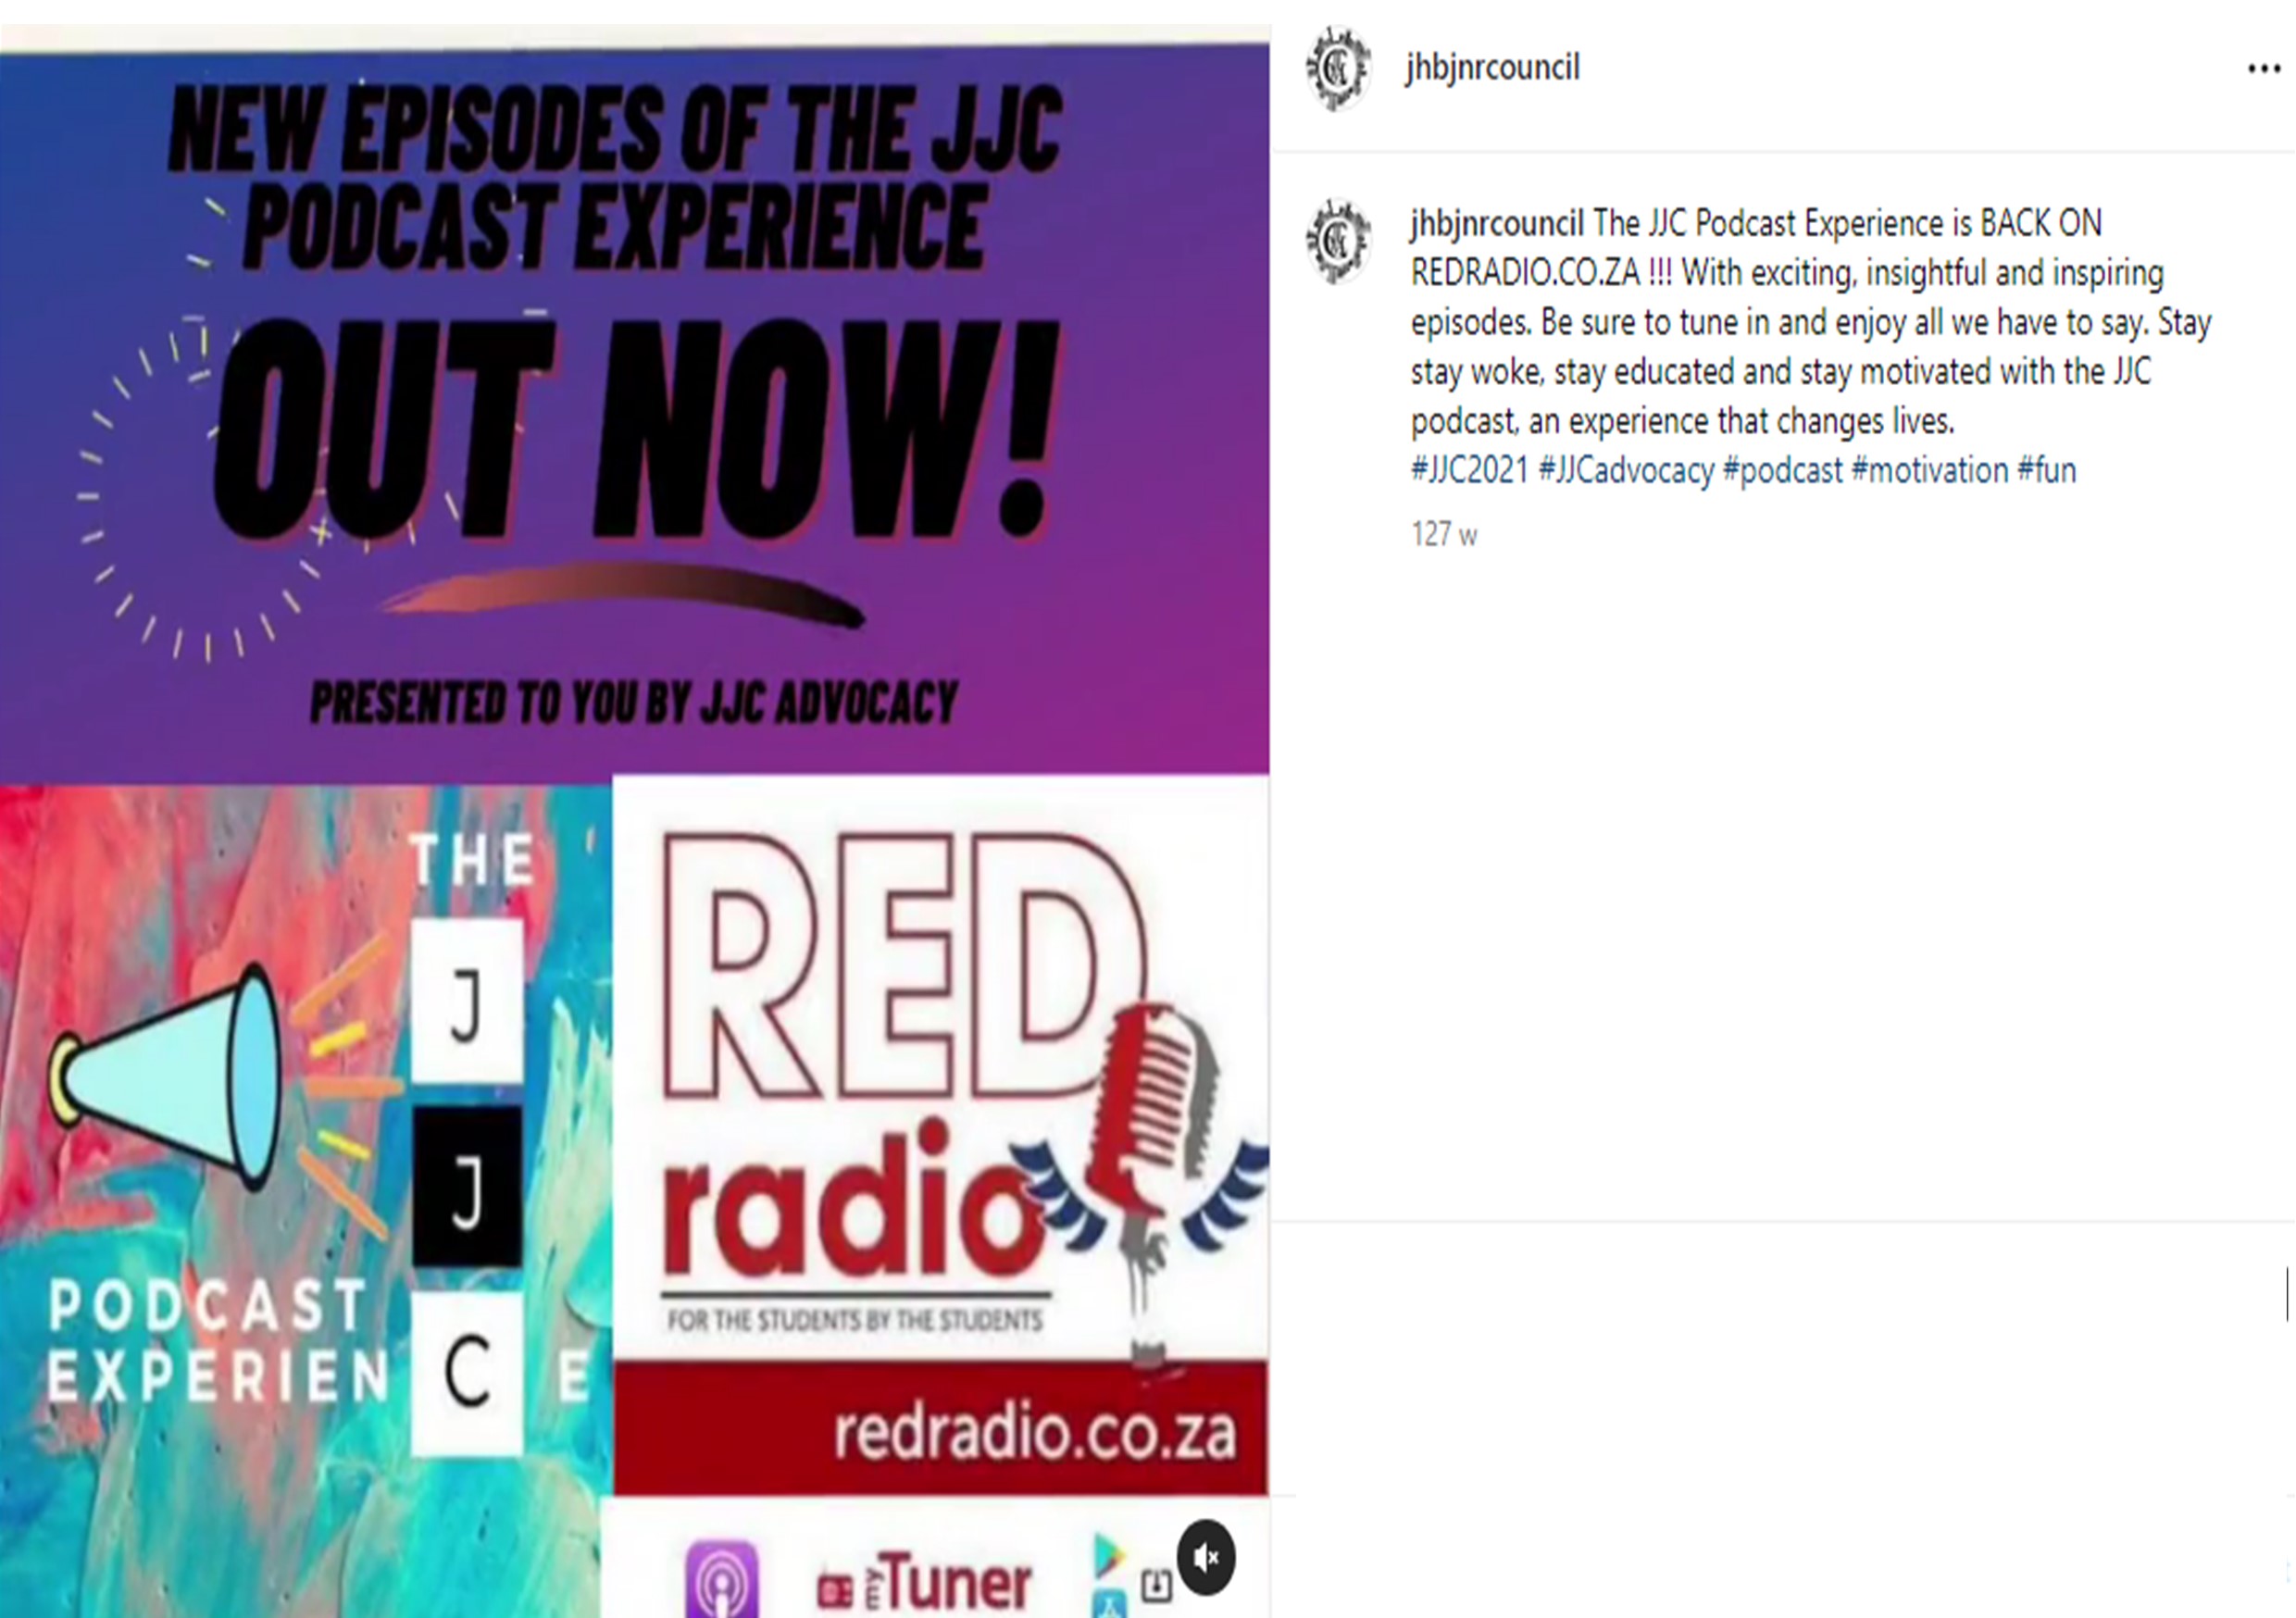 NEW EPISODES OF THE JJC
PODCAST EXPERIENCE
OUT NOW!
PRESENTED TO YOU BY JJC ADVOCACY
THE
J
J
PODCAST
EXPERIEN C E
RED
radio
FOR THE STUDENTS BY THE STUDENTS
redradio.co.za
myTuner
jhbjnrcouncil
jhbjnrcouncil The JJC Podcast Experience is BACK ON
REDRADIO.CO.ZA !!! With exciting, insightful and inspiring
episodes. Be sure to tune in and enjoy all we have to say. Stay
stay woke, stay educated and stay motivated with the JJC
podcast, an experience that changes lives.
#JJC2021 #JJCadvocacy #podcast #motivation #fun
127 w